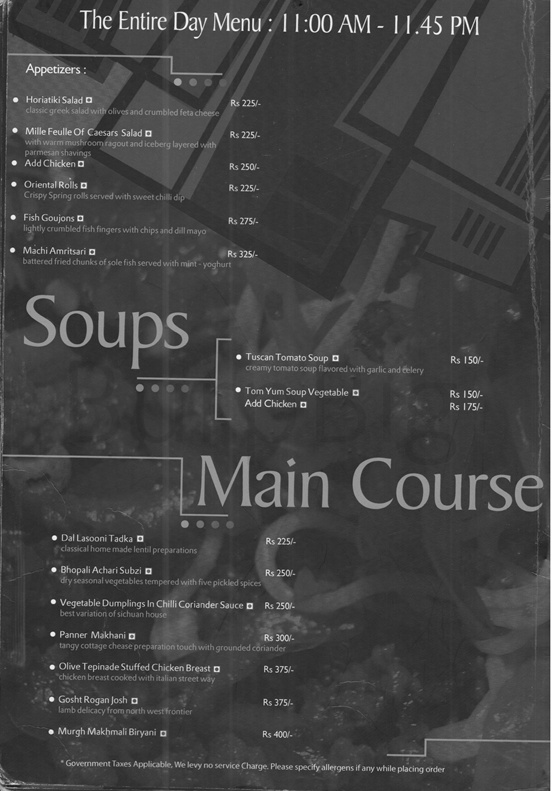 The Entire Day Menu : 11:00 AM - 11.45 PM
Appetizers :
Horiatiki Salad
Rs 225/-
classic greek salad with olives and crumbled feta cheese
Mille Feulle Of Caesars Salad
Rs 225/-
with warm mushroom ragout and iceberg layered with
parmesan shavings
Add Chicken
Rs 250/-
Oriental Rolls
Rs 225/-
Crispy Spring rolls served with sweet chilli dip
Fish Goujons
Rs 275/-
lightly crumbled fish fingers with chips and dill mayo
Machi Amritsari
Rs 325/-
battered fried chunks of sole fish served with mint - yoghurt
Soups
Tuscan Tomato Soup
Rs 150/-
creamy tomato soup flavored with garlic and celery
Tom Yum Soup Vegetable
Rs 150/-
Add Chicken
Rs 175/-
Main Course
Dal Lasooni Tadka
Rs 225/-
classical home made lentil preparations
Bhopali Achari Subzi
Rs 250/-
dry seasonal vegetables tempered with five pickled spices
Vegetable Dumplings In Chilli Coriander Sauce
Rs 250/-
best variation of sichuan house
Panner Makhani
Rs 300/-
tangy cottage chease preparation touch with grounded coriander
Olive Tepinade Stuffed Chicken Breast
Rs 375/-
chicken breast cooked with italian street way
Gosht Rogan Josh
Rs 375/-
lamb delicacy from north west frontier
Murgh Makhmali Biryani
Rs 400/-
* Government Taxes Applicable, We levy no service Charge. Please specify allergens if any while placing order